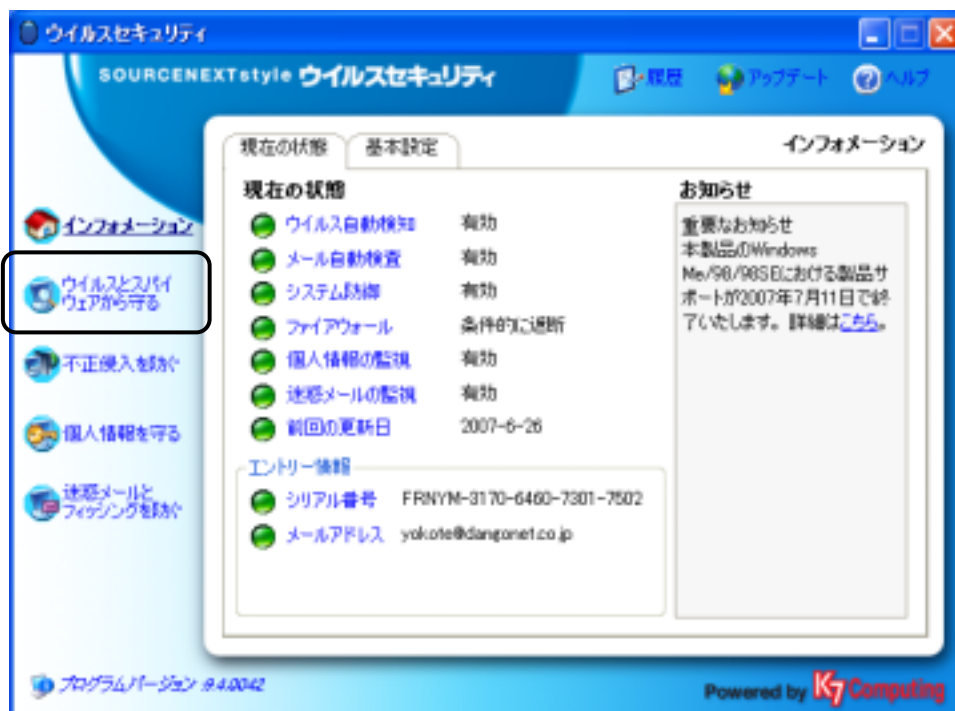 ウイルスセキュリティ
SOURCENEXTstyle ウイルスセキュリティ
履歴 アップデート ヘルプ
現在の状態 基本設定
インフォメーション
インフォメーション
ウイルスとスパイ
ウェアから守る
不正侵入を防ぐ
個人情報を守る
迷惑メールと
フィッシングを防ぐ
現在の状態
ウイルス自動検知 有効
メール自動検査 有効
システム防御 有効
ファイアウォール 条件的に遮断
個人情報の監視 有効
迷惑メールの監視 有効
前回の更新日 2007-6-26
エントリー情報
シリアル番号 FRNYM-3170-6460-7301-7502
メールアドレス yokote@dangonet.co.jp
お知らせ
重要なお知らせ
本製品のWindows
Me/98/98SEにおける製品サ
ポートが2007年7月11日で終
了いたします。詳細はこちら。
プログラムバージョン 9.4.0042
Powered by K7 Computing